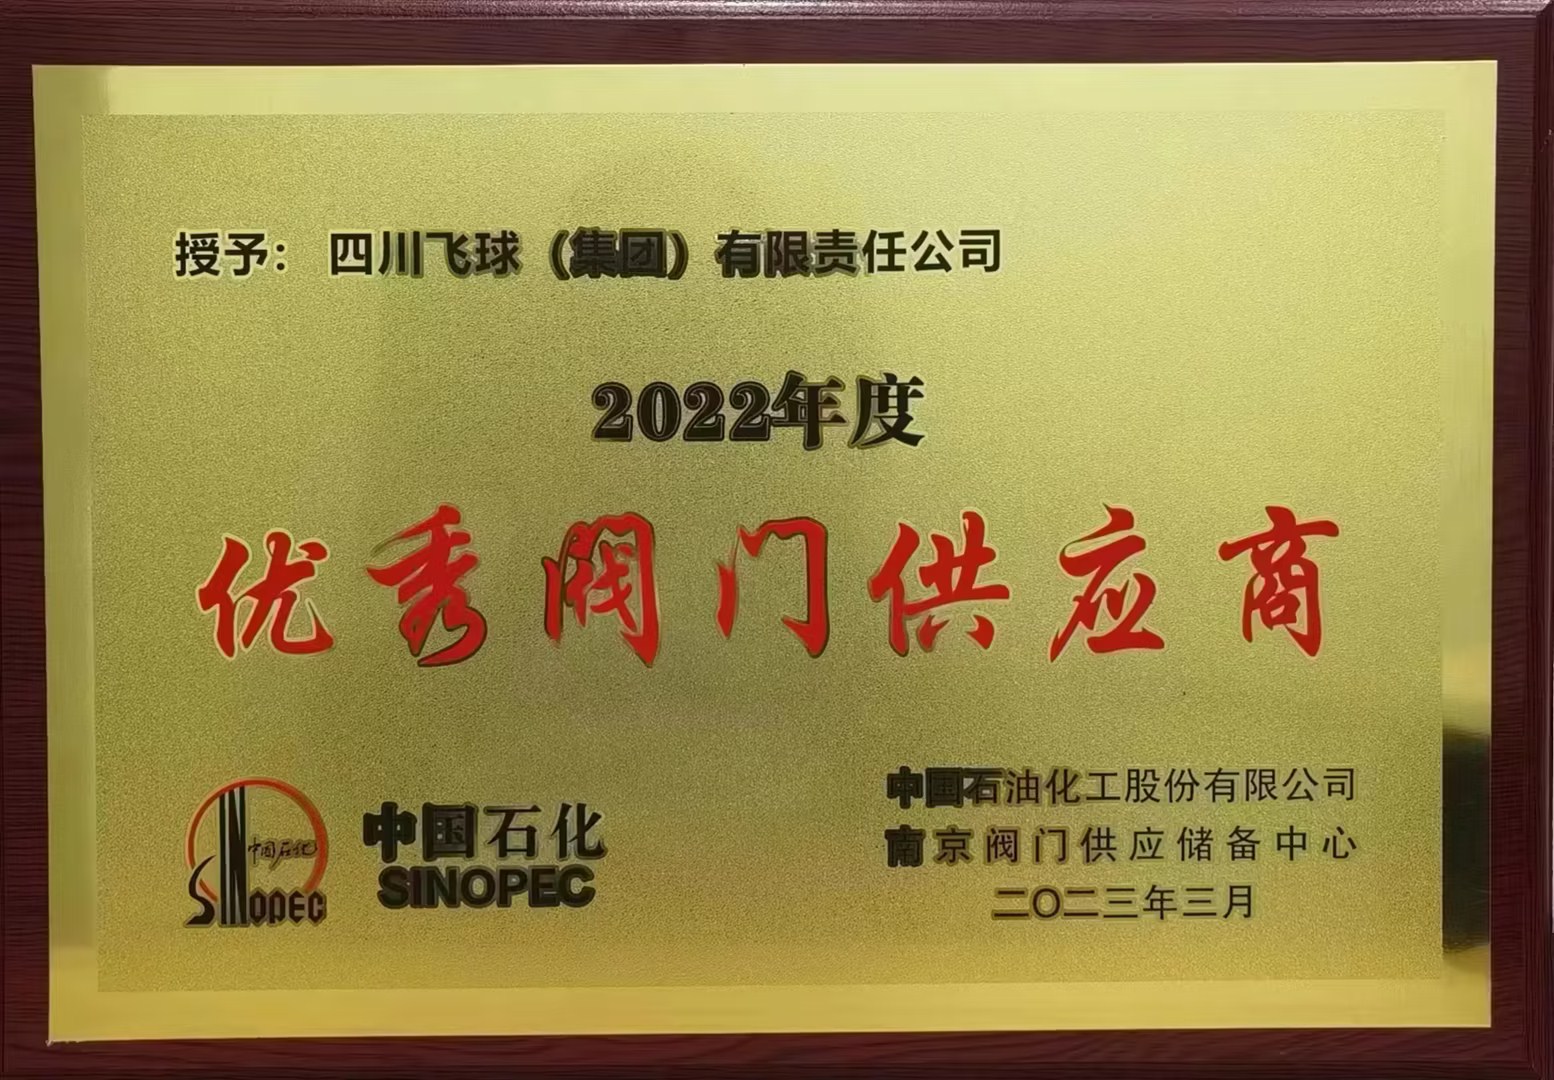 授予： 四川飞球（集团）有限责任公司
2022年度
优秀阀门供应商
中国石化
SINOPEC
中国石化
SINOPEC
中国石油化工股份有限公司
南京阀门供应储备中心
二〇二三年三月